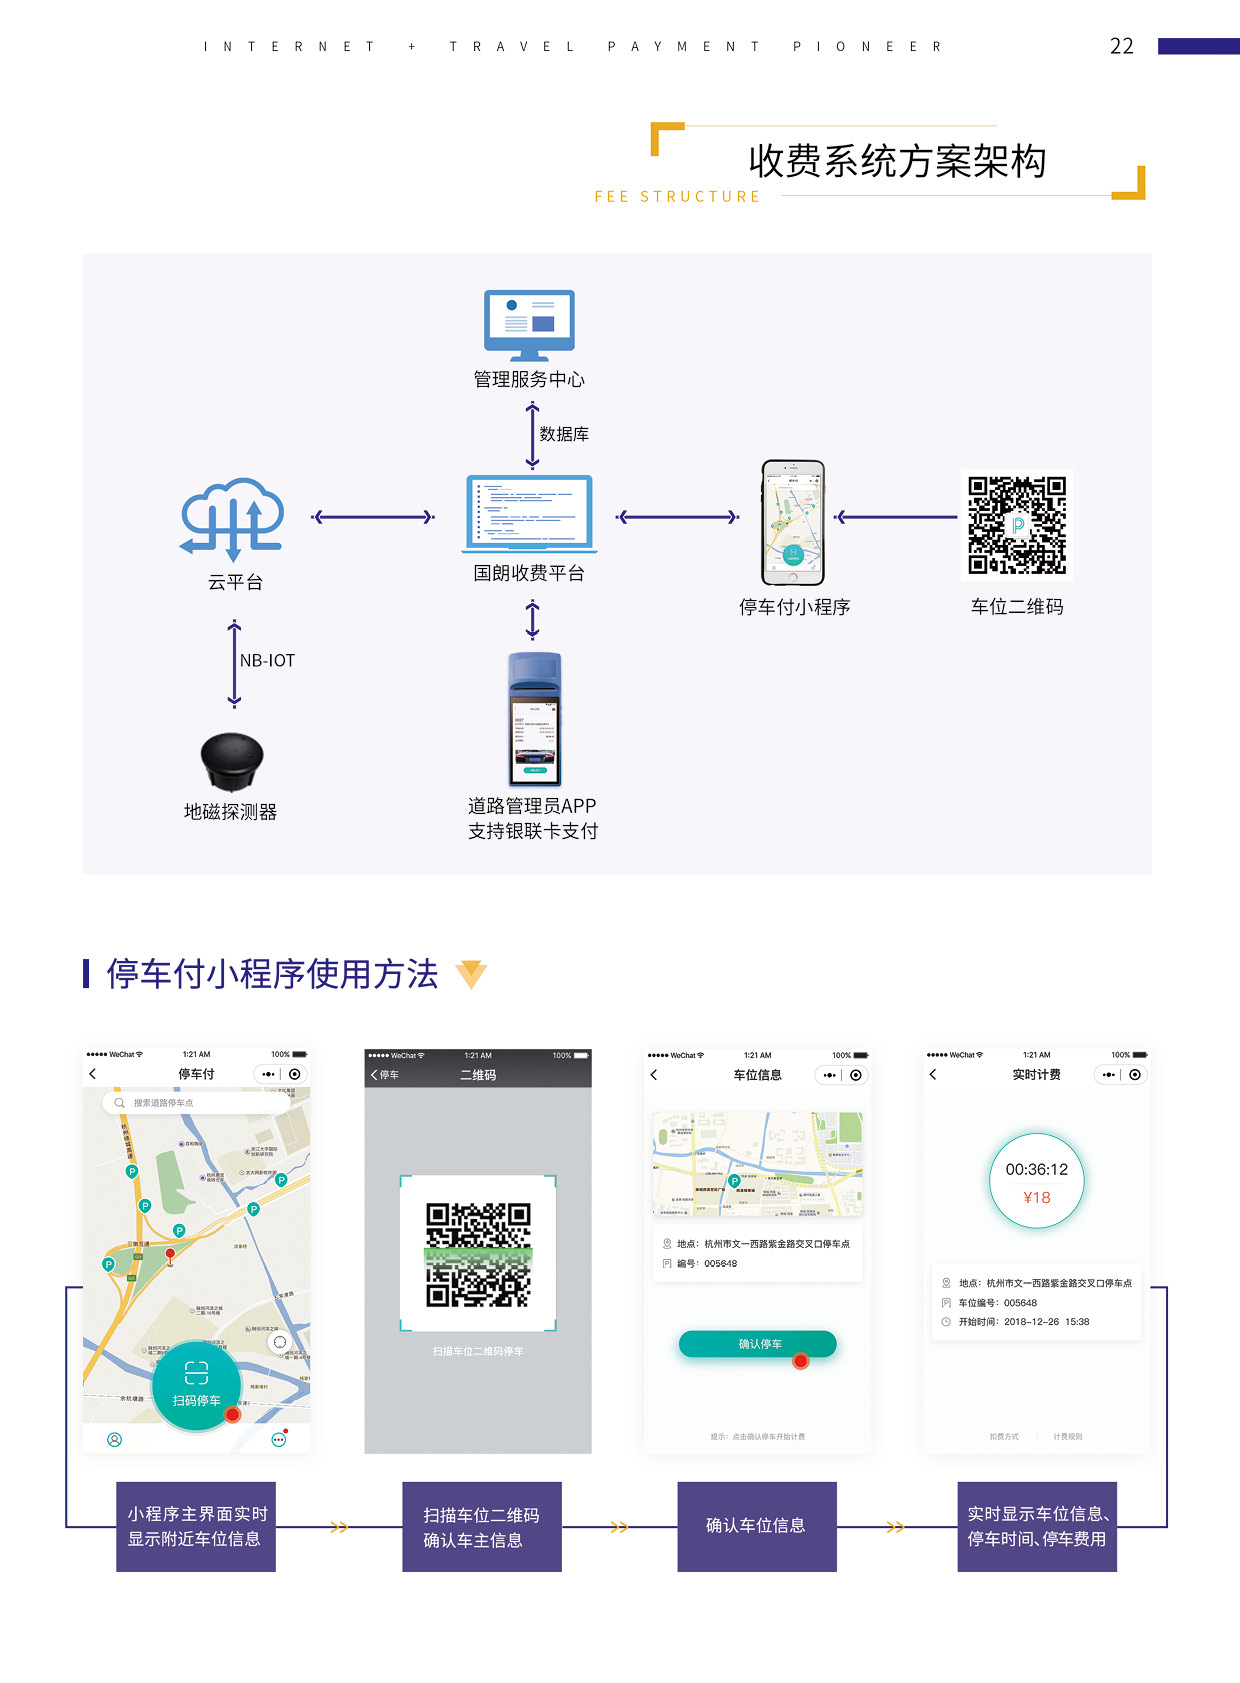 INTERNET + TRAVEL PAYMENT PIONEER
22
收费系统方案架构
FEE STRUCTURE
管理服务中心
数据库
云平台
国朗收费平台
停车付小程序
车位二维码
NB-IOT
地磁探测器
道路管理员APP
支持银联卡支付
停车付小程序使用方法
WeChat
1:21 AM
100%
停车付
搜索道路停车点
杭州绕城高速
三墩互通
扫码停车
WeChat
1:21 AM
100%
停车
二维码
扫描车位二维码停车
WeChat
1:21 AM
100%
车位信息
地点：杭州市文一西路紫金路交叉口停车点
编号：005648
确认停车
提示：点击确认停车开始计费
WeChat
1:21 AM
100%
实时计费
00:36:12
¥18
地点：杭州市文一西路紫金路交叉口停车点
车位编号：005648
开始时间：2018-12-26 15:38
扣费方式
计费规则
小程序主界面实时
显示附近车位信息
扫描车位二维码
确认车主信息
确认车位信息
实时显示车位信息、
停车时间、停车费用